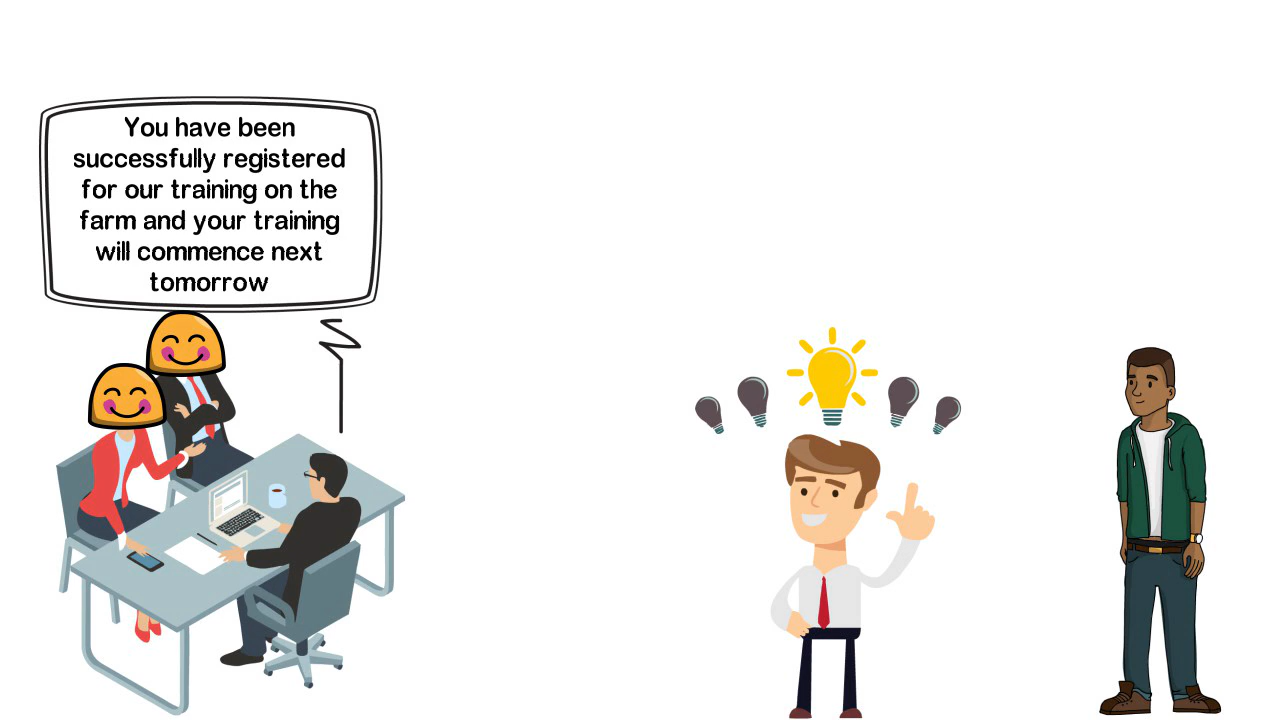 You have been
successfully registered
for our training on the
farm and your training
will commence next
tomorrow